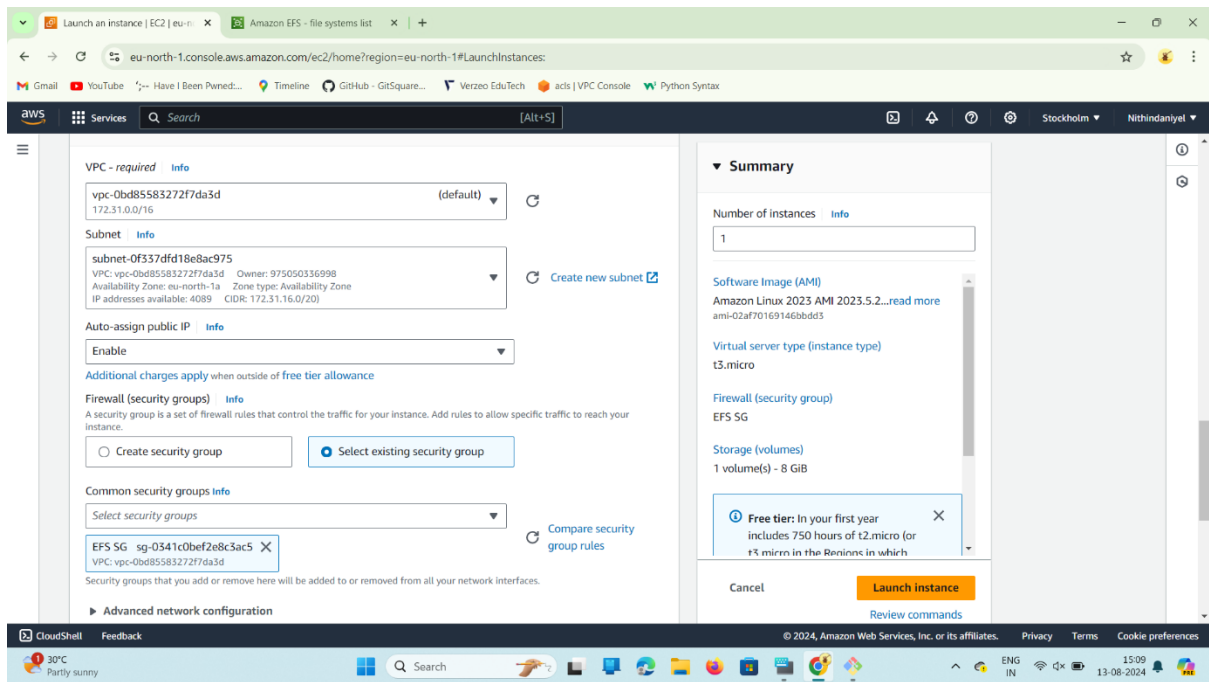 Launch an instance | EC2 | eu-n
Amazon EFS - file systems list
eu-north-1.console.aws.amazon.com/ec2/home?region=eu-north-1#LaunchInstances:
Gmail
YouTube
Have I Been Pwned:...
Timeline
GitHub - GitSquare...
Verzeo EduTech
acls | VPC Console
Python Syntax
aws
Services
Search
[Alt+S]
Stockholm
Nithindaniyel
VPC - required Info
vpc-0bd85583272f7da3d (default)
172.31.0.0/16
Subnet Info
subnet-0f337dfd18e8ac975
VPC: vpc-0bd85583272f7da3d Owner: 975050336998
Availability Zone: eu-north-1a Zone type: Availability Zone
IP addresses available: 4089 CIDR: 172.31.16.0/20)
Create new subnet
Auto-assign public IP Info
Enable
Additional charges apply when outside of free tier allowance
Firewall (security groups) Info
A security group is a set of firewall rules that control the traffic for your instance. Add rules to allow specific traffic to reach your
instance.
Create security group
Select existing security group
Common security groups Info
Select security groups
EFS SG sg-0341c0bef2e8c3ac5
VPC: vpc-0bd85583272f7da3d
Compare security
group rules
Security groups that you add or remove here will be added to or removed from all your network interfaces.
Advanced network configuration
Summary
Number of instances Info
1
Software Image (AMI)
Amazon Linux 2023 AMI 2023.5.2...read more
ami-02af70169146bbdd3
Virtual server type (instance type)
t3.micro
Firewall (security group)
EFS SG
Storage (volumes)
1 volume(s) - 8 GiB
Free tier: In your first year
includes 750 hours of t2.micro (or
t3.micro in the Regions in which
Cancel
Launch instance
Review commands
CloudShell
Feedback
© 2024, Amazon Web Services, Inc. or its affiliates.
Privacy
Terms
Cookie preferences
1
30°C
Partly sunny
Search
ENG
IN
15:09
13-08-2024
PRE